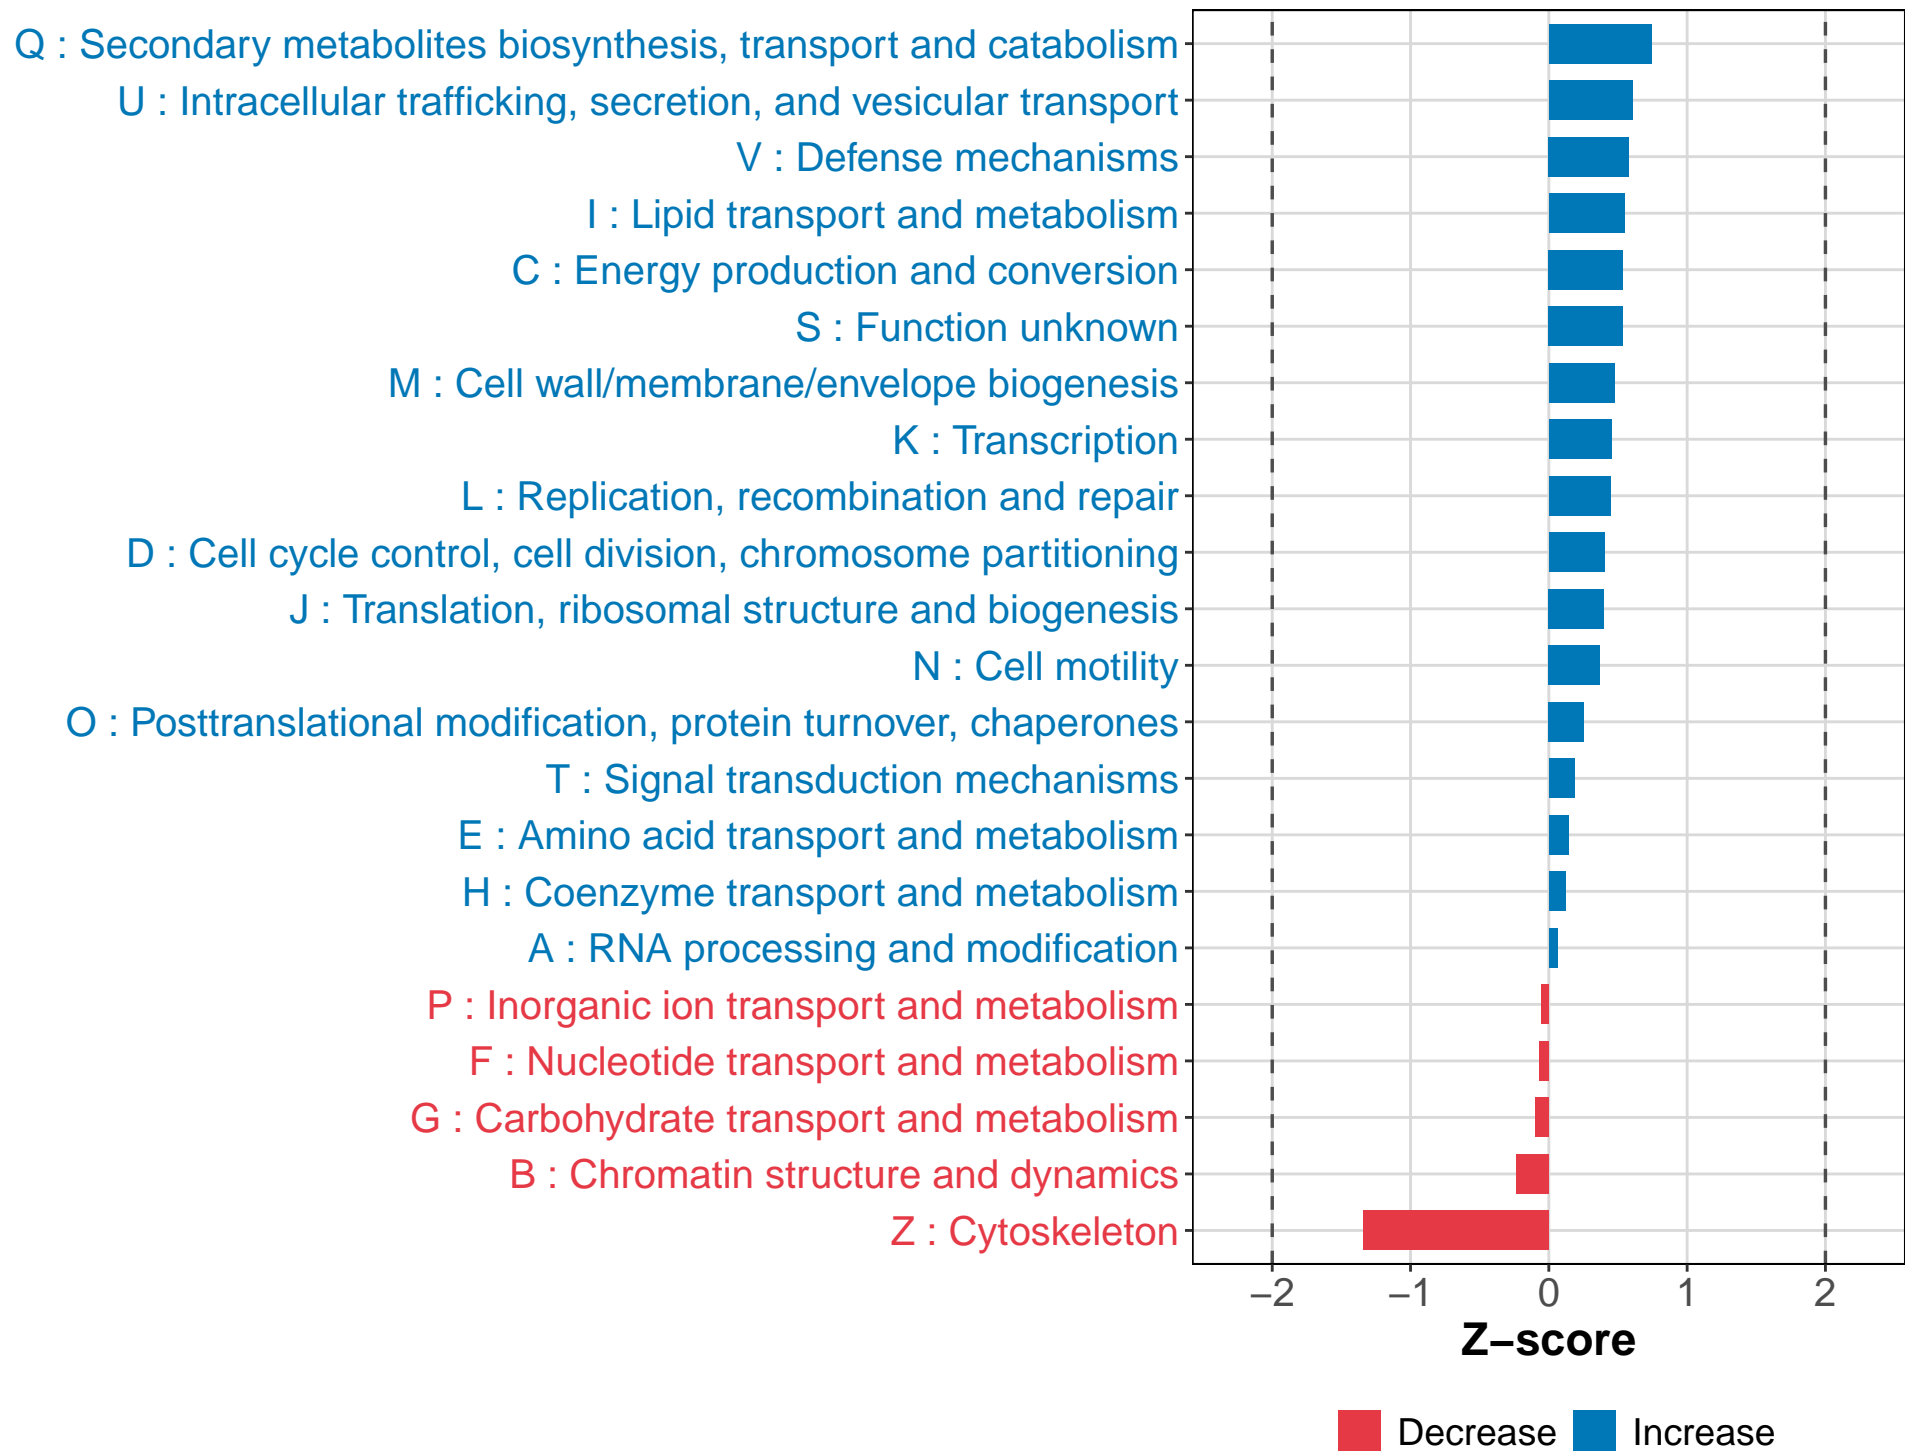 Q : Secondary metabolites biosynthesis, transport and catabolism
U : Intracellular trafficking, secretion, and vesicular transport
V : Defense mechanisms
I : Lipid transport and metabolism
C : Energy production and conversion
S : Function unknown
M : Cell wall/membrane/envelope biogenesis
K : Transcription
L : Replication, recombination and repair
D : Cell cycle control, cell division, chromosome partitioning
J : Translation, ribosomal structure and biogenesis
N : Cell motility
O : Posttranslational modification, protein turnover, chaperones
T : Signal transduction mechanisms
E : Amino acid transport and metabolism
H : Coenzyme transport and metabolism
A : RNA processing and modification
P : Inorganic ion transport and metabolism
F : Nucleotide transport and metabolism
G : Carbohydrate transport and metabolism
B : Chromatin structure and dynamics
Z : Cytoskeleton
−2 −1 0 1 2
Z−score
Decrease Increase